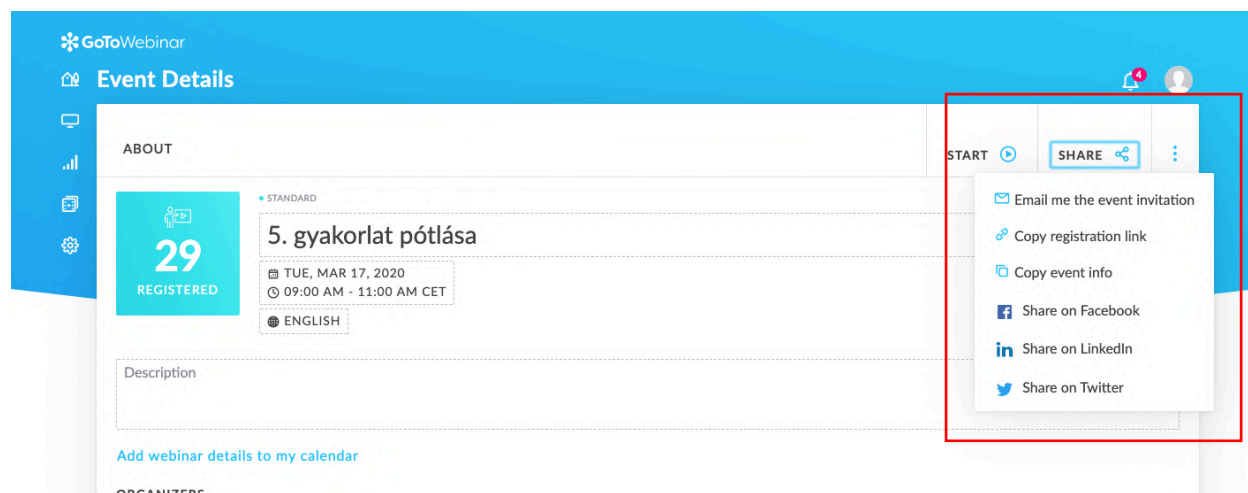 GoToWebinar
Event Details
4
ABOUT
START
SHARE
29
REGISTERED
STANDARD
5. gyakorlat pótlása
TUE, MAR 17, 2020
09:00 AM - 11:00 AM CET
ENGLISH
Email me the event invitation
Copy registration link
Copy event info
Share on Facebook
Share on LinkedIn
Share on Twitter
Description
Add webinar details to my calendar
ORGANIZERS